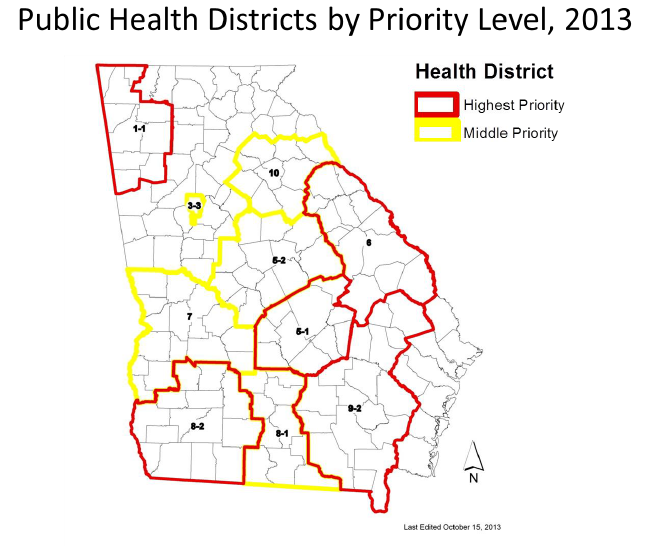 Public Health Districts by Priority Level, 2013
Health District
Highest Priority
Middle Priority
1-1
10
3-3
6
5-2
7
5-1
9-2
8-2
8-1
N
Last Edited October 15, 2013